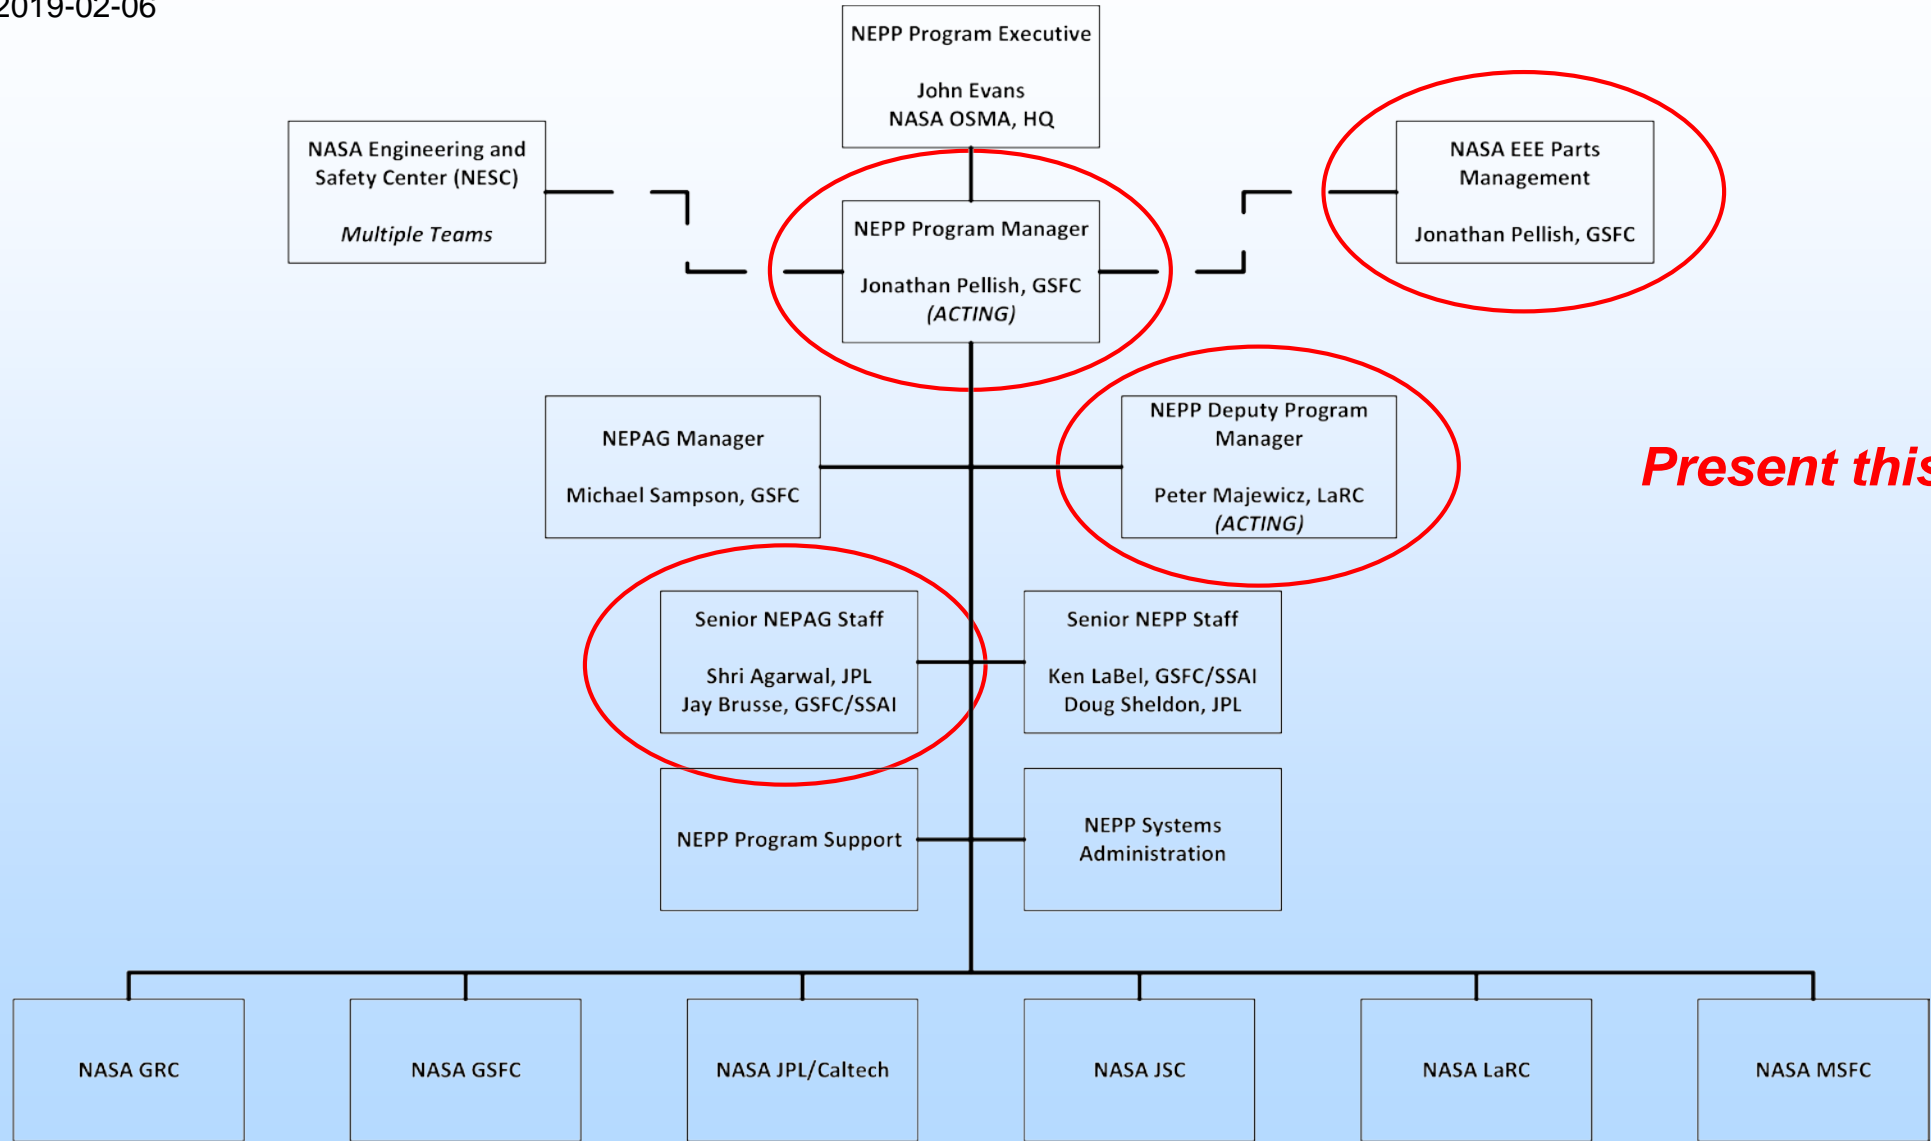 2019-02-06
NEPP Program Executive
John Evans
NASA OSMA, HQ
NASA Engineering and
Safety Center (NESC)
Multiple Teams
NASA EEE Parts
Management
Jonathan Pellish, GSFC
NEPP Program Manager
Jonathan Pellish, GSFC
(ACTING)
NEPAG Manager
Michael Sampson, GSFC
NEPP Deputy Program
Manager
Peter Majewicz, LaRC
(ACTING)
Present this
Senior NEPAG Staff
Shri Agarwal, JPL
Jay Brusse, GSFC/SSAI
Senior NEPP Staff
Ken LaBel, GSFC/SSAI
Doug Sheldon, JPL
NEPP Program Support
NEPP Systems
Administration
NASA GRC
NASA GSFC
NASA JPL/Caltech
NASA JSC
NASA LaRC
NASA MSFC